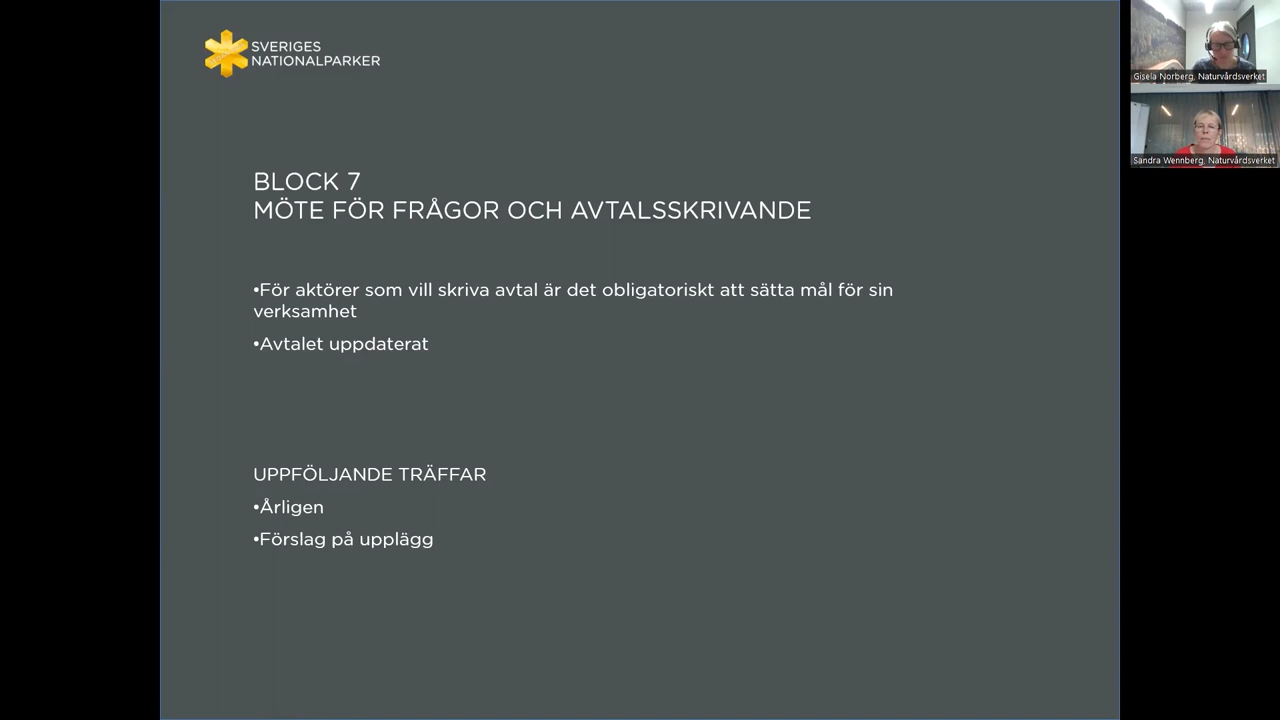 SVERIGES
NATIONALPARKER
BLOCK 7
MÖTE FÖR FRÅGOR OCH AVTALSSKRIVANDE
•För aktörer som vill skriva avtal är det obligatoriskt att sätta mål för sin
verksamhet
•Avtalet uppdaterat
UPPFÖLJANDE TRÄFFAR
•Årligen
•Förslag på upplägg
Gisela Norberg, Naturvårdsverket
Sandra Wennberg, Naturvårdsverket